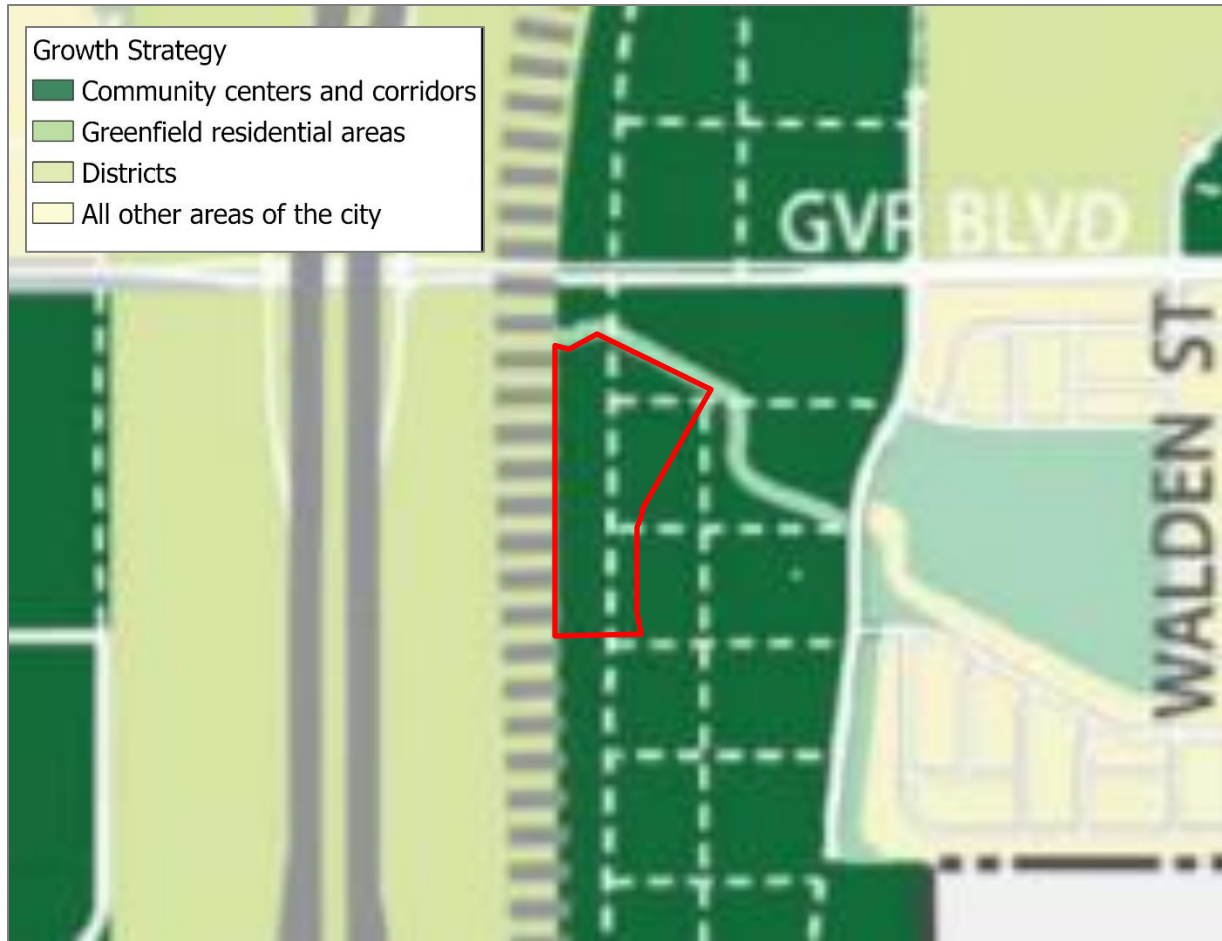 Growth Strategy
Community centers and corridors
Greenfield residential areas
Districts
All other areas of the city
GVF BLVD
WALDEN ST